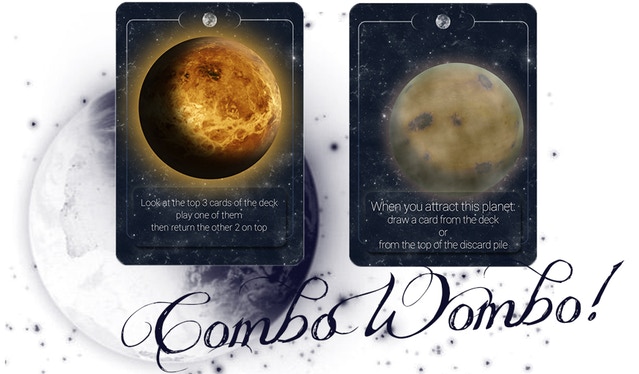 Look at the top 3 cards of the deck
play one of them
then return the other 2 on top
When you attract this planet:
draw a card from the deck
or
from the top of the discard pile
Combo Wombo!